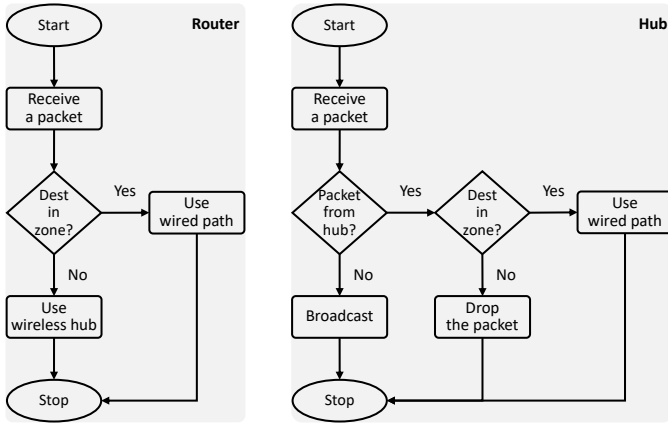 Router
Start
Receive
a packet
Dest
in
zone?
Yes
Use
wired path
No
Use
wireless hub
Stop
Hub
Start
Receive
a packet
Packet
from
hub?
Yes
Dest
in
zone?
Yes
Use
wired path
No
Broadcast
No
Drop
the packet
Stop